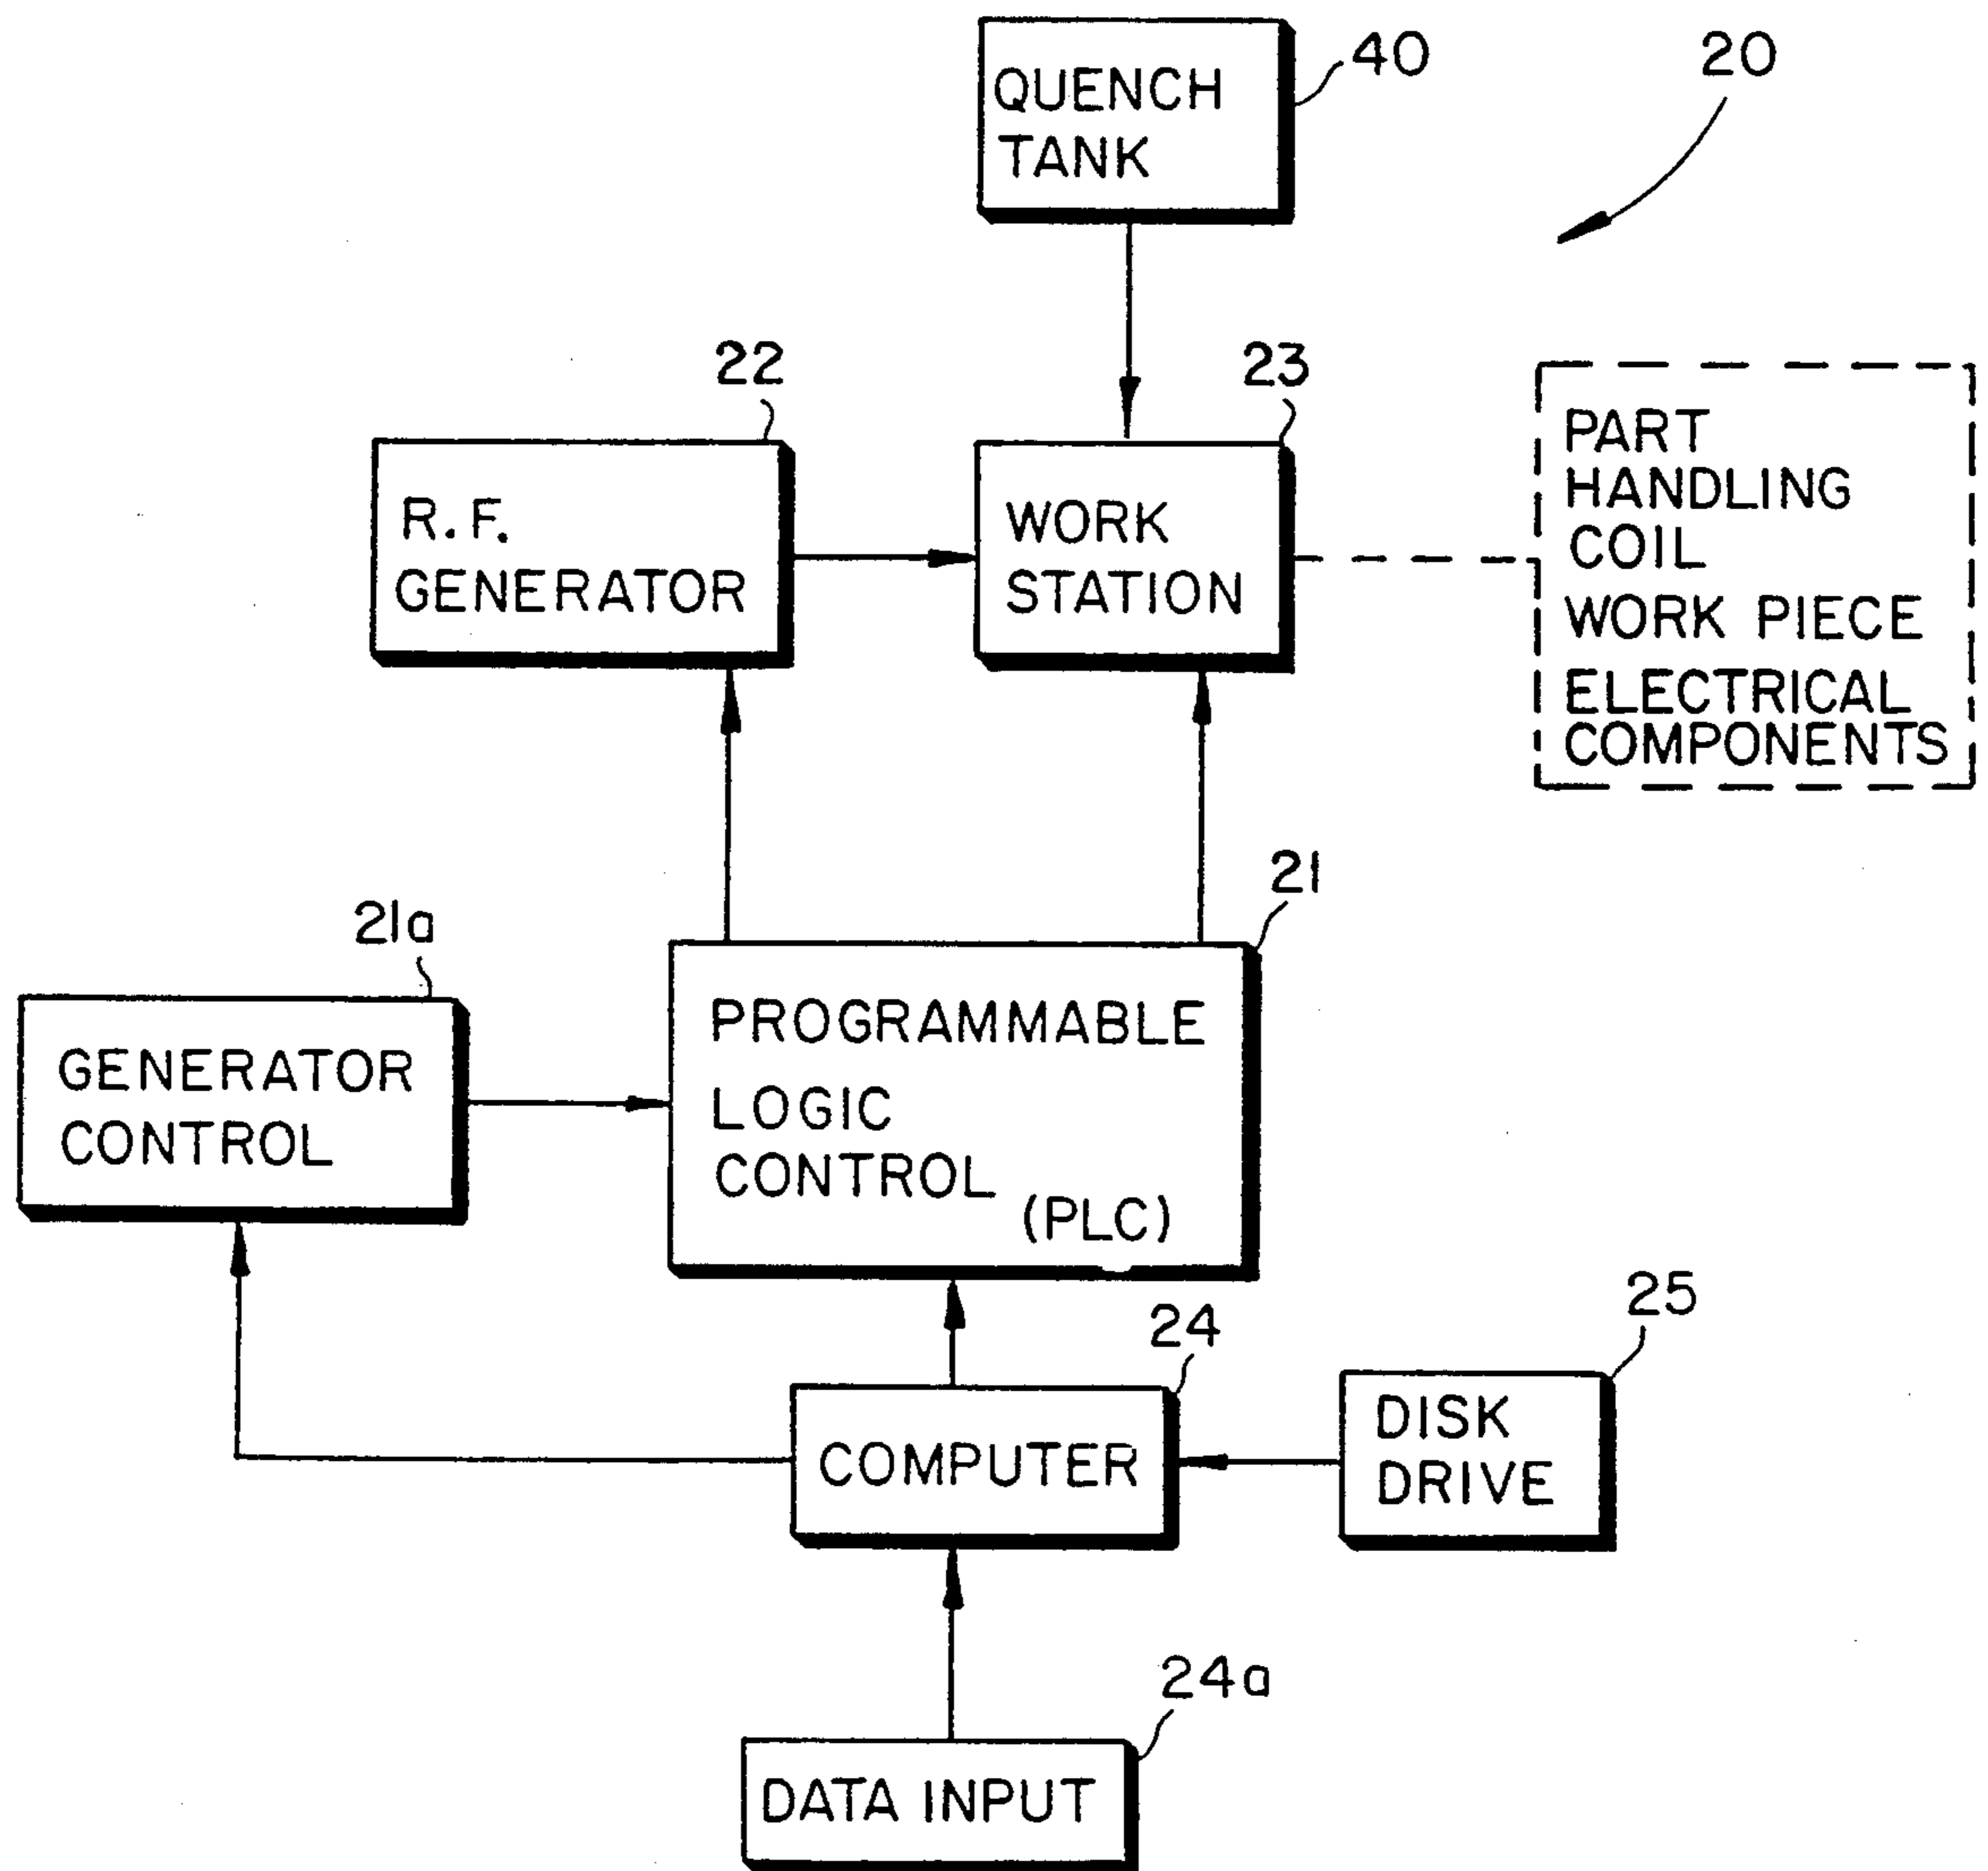 QUENCH
TANK
40
20
22
23
R.F.
GENERATOR
WORK
STATION
PART
HANDLING
COIL
WORK PIECE
ELECTRICAL
COMPONENTS
21
21a
GENERATOR
CONTROL
PROGRAMMABLE
LOGIC
CONTROL
(PLC)
24
25
COMPUTER
DISK
DRIVE
24a
DATA INPUT